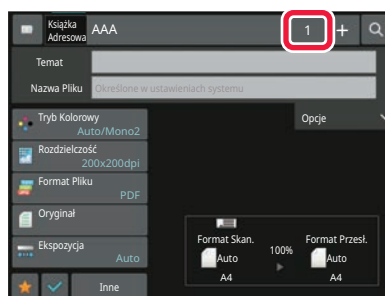 Książka
Adresowa
AAA
1
+
Temat
Nazwa Pliku
Określone w ustawieniach systemu
Tryb Kolorowy
Auto/Mono2
Opcje
Rozdzielczość
200x200dpi
Format Pliku
PDF
Oryginał
Ekspozycja
Auto
Format Skan.
100%
Format Przesł.
Auto
Auto
A4
A4
Inne